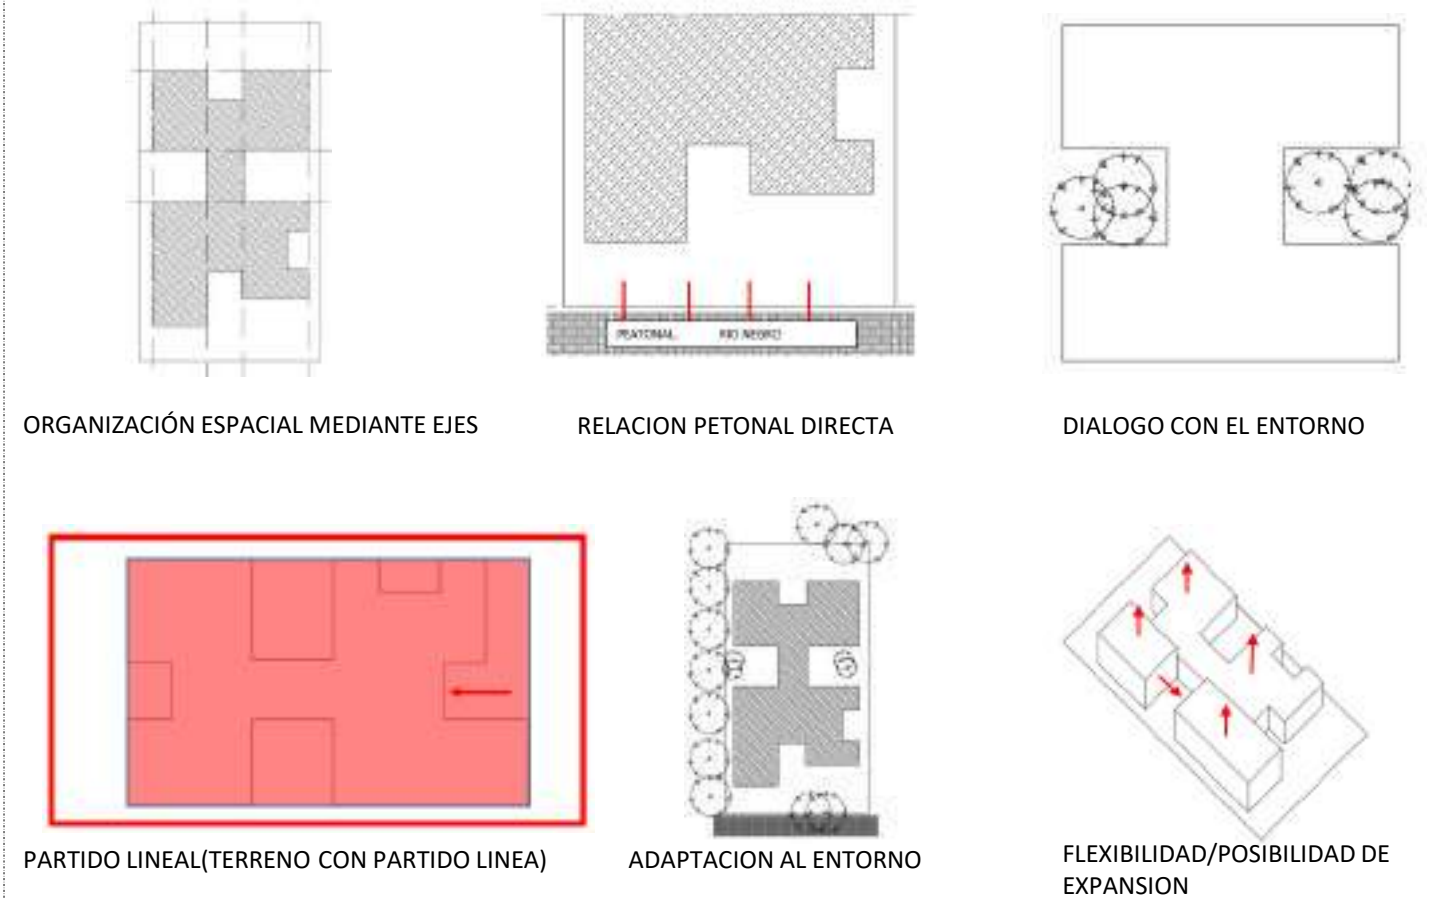 PEATONAL RIO NEGRO
ORGANIZACIÓN ESPACIAL MEDIANTE EJES
RELACION PETONAL DIRECTA
DIALOGO CON EL ENTORNO
PARTIDO LINEAL(TERRENO CON PARTIDO LINEA)
ADAPTACION AL ENTORNO
FLEXIBILIDAD/POSIBILIDAD DE
EXPANSION